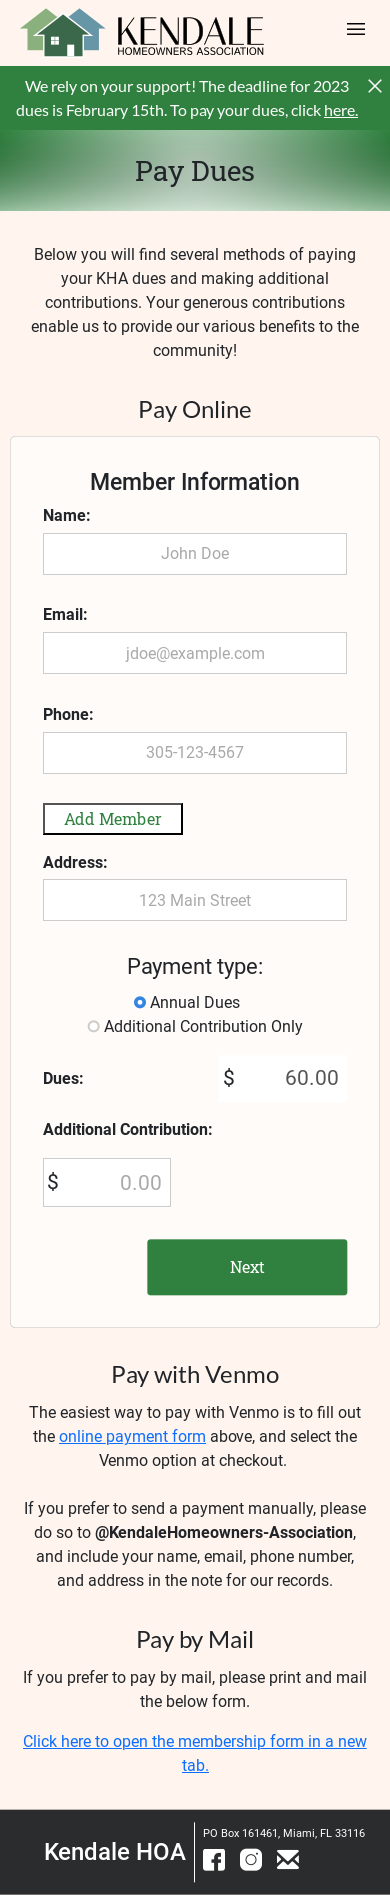 KENDALE
HOMEOWNERS ASSOCIATION
We rely on your support! The deadline for 2023
dues is February 15th. To pay your dues, click here.
Pay Dues
Below you will find several methods of paying
your KHA dues and making additional
contributions. Your generous contributions
enable us to provide our various benefits to the
community!
Pay Online
Member Information
Name:
John Doe
Email:
jdoe@example.com
Phone:
305-123-4567
Add Member
Address:
123 Main Street
Payment type:
Annual Dues
Additional Contribution Only
Dues: $ 60.00
Additional Contribution:
$ 0.00
Next
Pay with Venmo
The easiest way to pay with Venmo is to fill out
the online payment form above, and select the
Venmo option at checkout.
If you prefer to send a payment manually, please
do so to @KendaleHomeowners-Association,
and include your name, email, phone number,
and address in the note for our records.
Pay by Mail
If you prefer to pay by mail, please print and mail
the below form.
Click here to open the membership form in a new
tab.
Kendale HOA
PO Box 161461, Miami, FL 33116